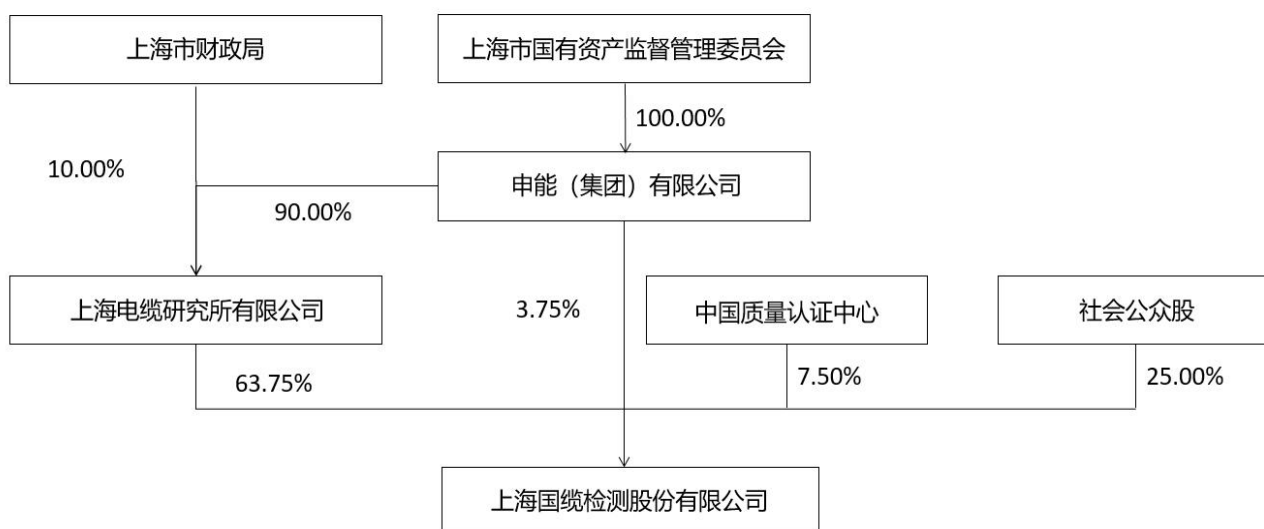 上海市财政局
上海市国有资产监督管理委员会
100.00%
10.00%
申能（集团）有限公司
90.00%
上海电缆研究所有限公司
3.75%
中国质量认证中心
社会公众股
63.75%
7.50%
25.00%
上海国缆检测股份有限公司